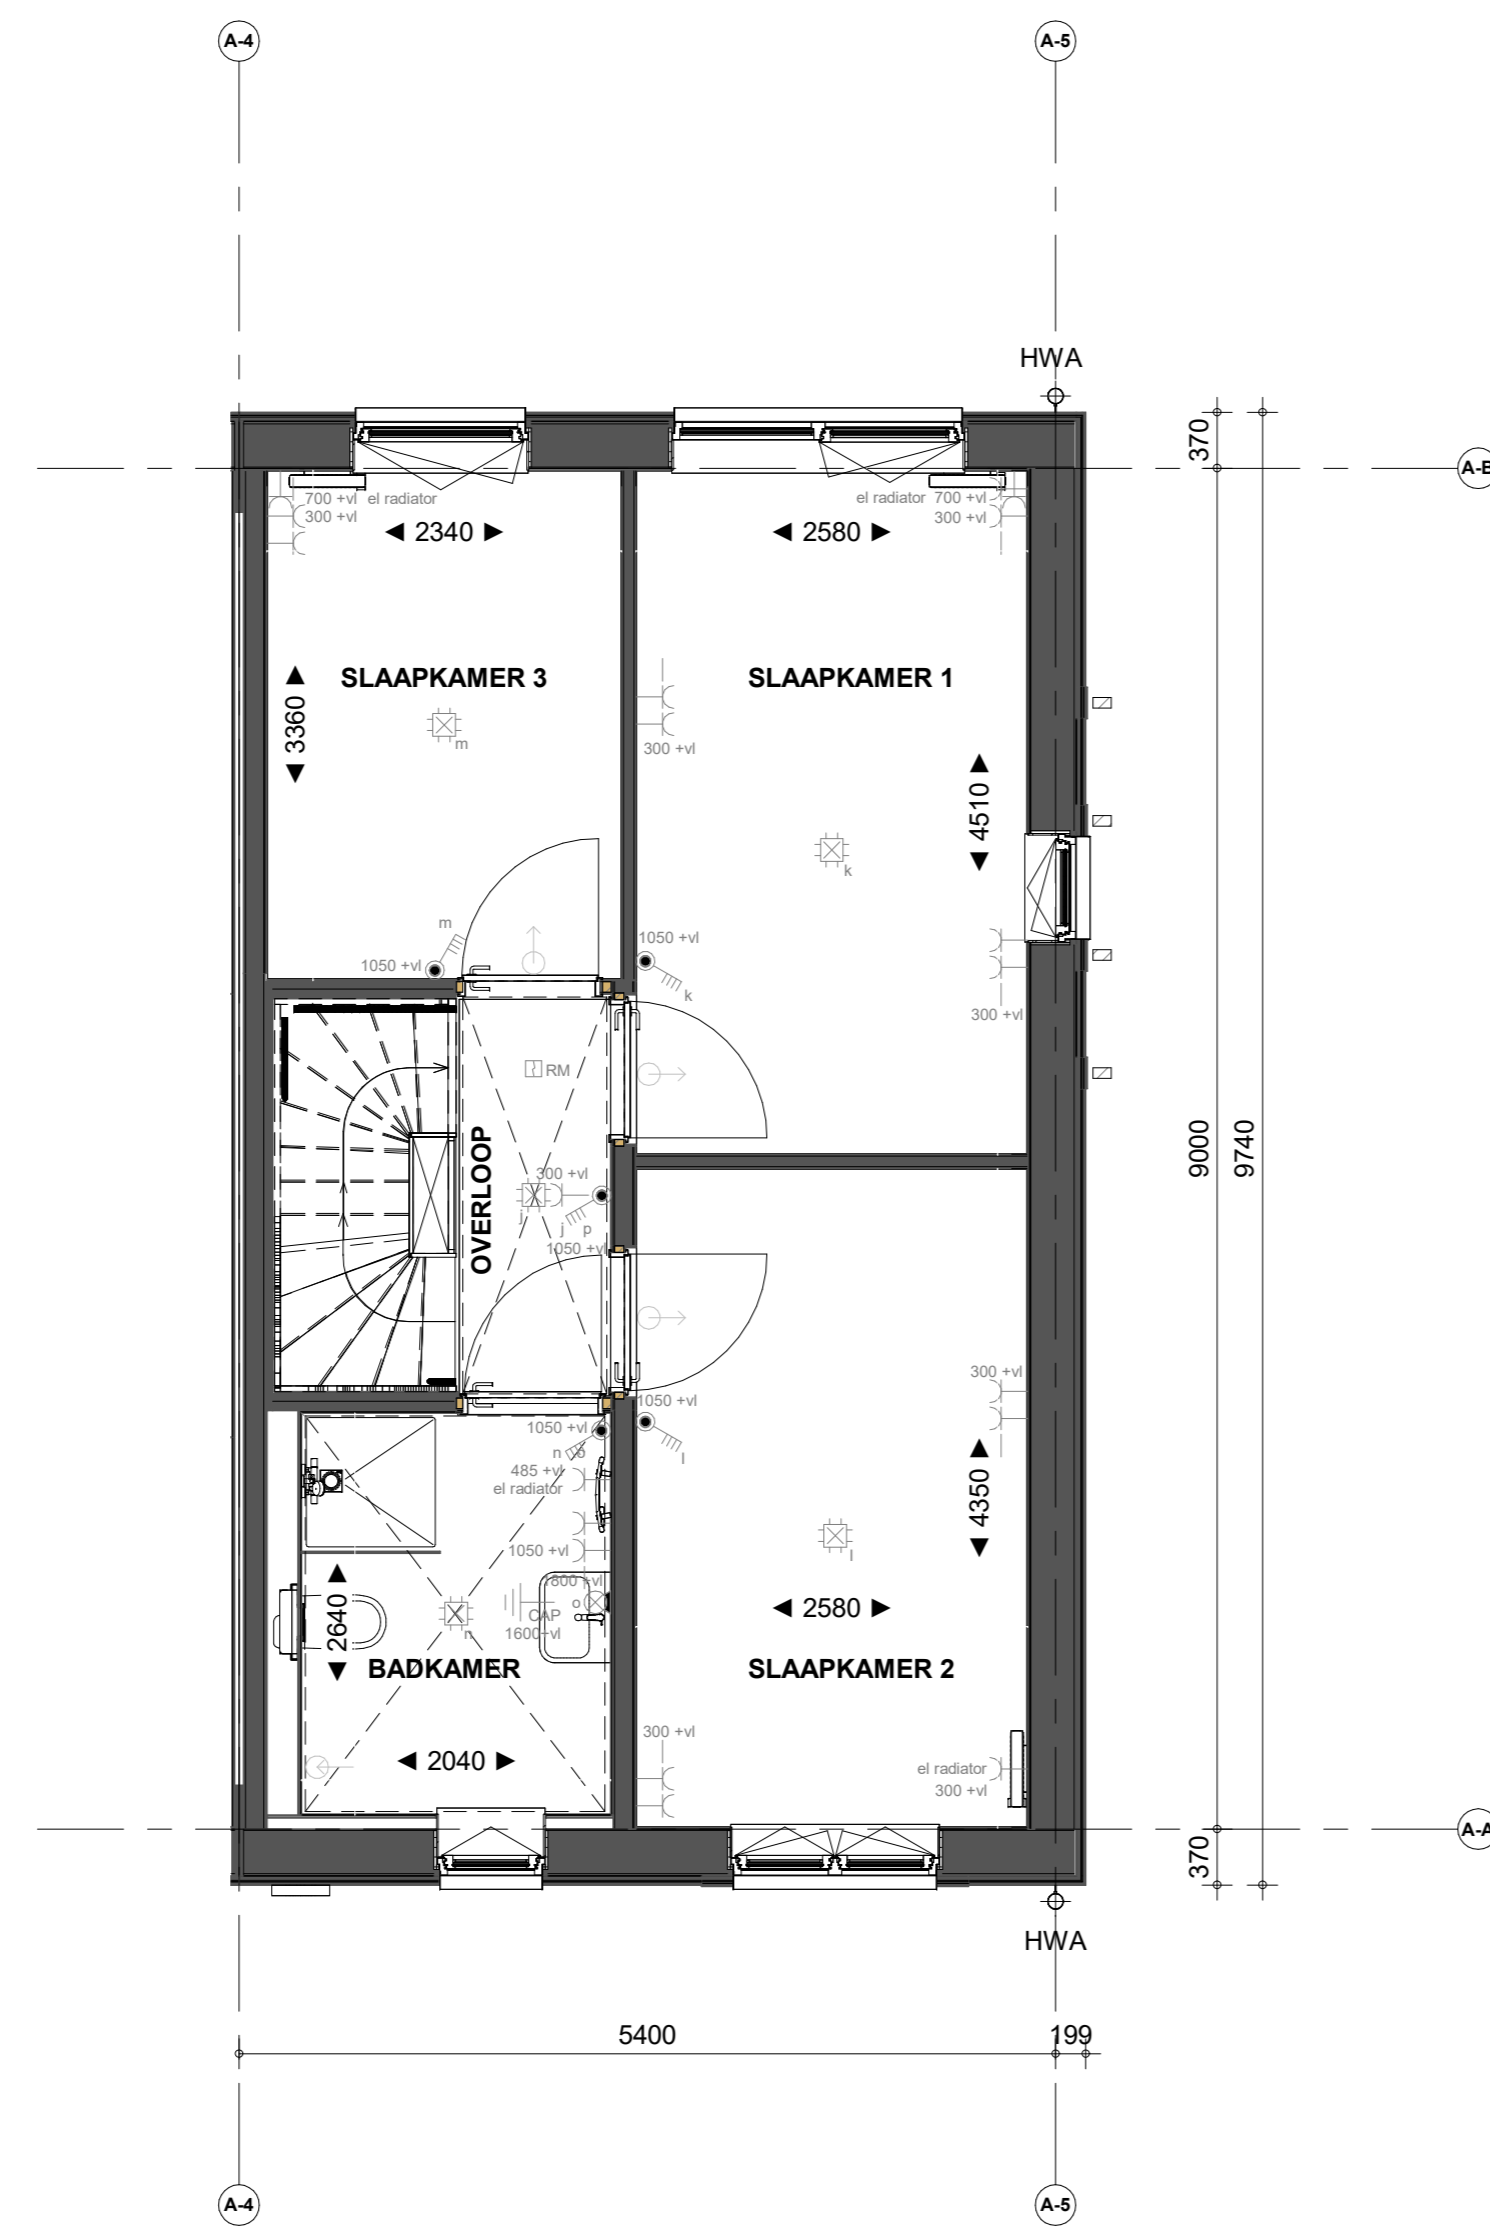 A-4
A-5
HWA
370
A-B
700 +vl
el radiator
300 +vl
2340
el radiator
700 +vl
300 +vl
2580
SLAAPKAMER 3
SLAAPKAMER 1
3360
m
300 +vl
4510
k
m
1050 +vl
1050 +vl
k
300 +vl
RM
OVERLOOP
300 +vl
j
j
p
1050 +vl
9000
9740
300 +vl
1050 +vl
l
1050 +vl
n o
485 +vl
el radiator
4350
l
1050 +vl
1800 +vl
o
CAP
1600+vl
n
2640
2580
BADKAMER
SLAAPKAMER 2
300 +vl
2040
el radiator
300 +vl
A-A
370
HWA
5400
199
A-4
A-5